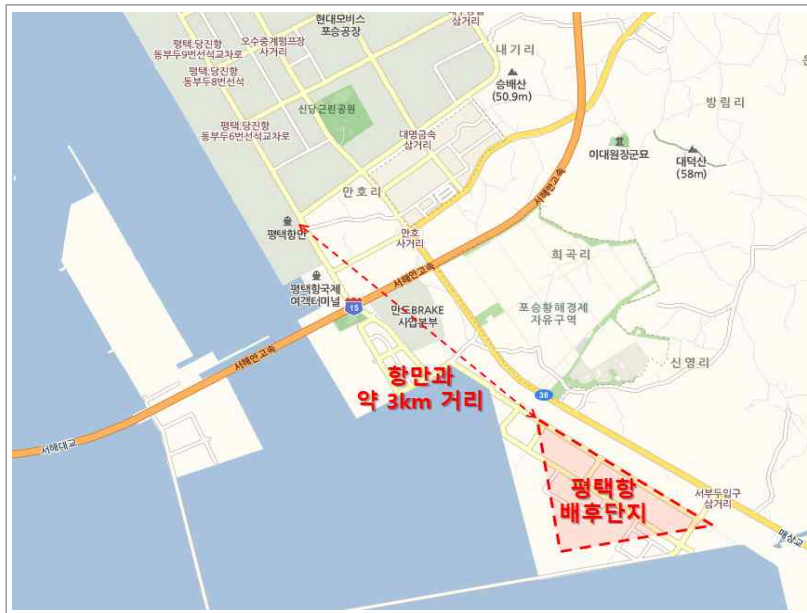 현대모비스
포승공장
오수중계펌프장
사거리
평택.당진항
동부두9번선석교차로
평택.당진항
동부두8번선석
내기리
승배산
(50.9m)
방림리
신당근린공원
평택.당진항
동부두6번선석교차로
대명금속
삼거리
이대원장군묘
대덕산
(58m)
만호리
서해안고속
평택항만
만호
사거리
희곡리
평택항국제
여객터미널
15
서해안고속
만도BRAKE
사업본부
포승황해경제
자유구역
서해안고속
신영리
항만과
약 3km 거리
38
서해대교
평택항
배후단지
서부두입구
삼거리
매상교